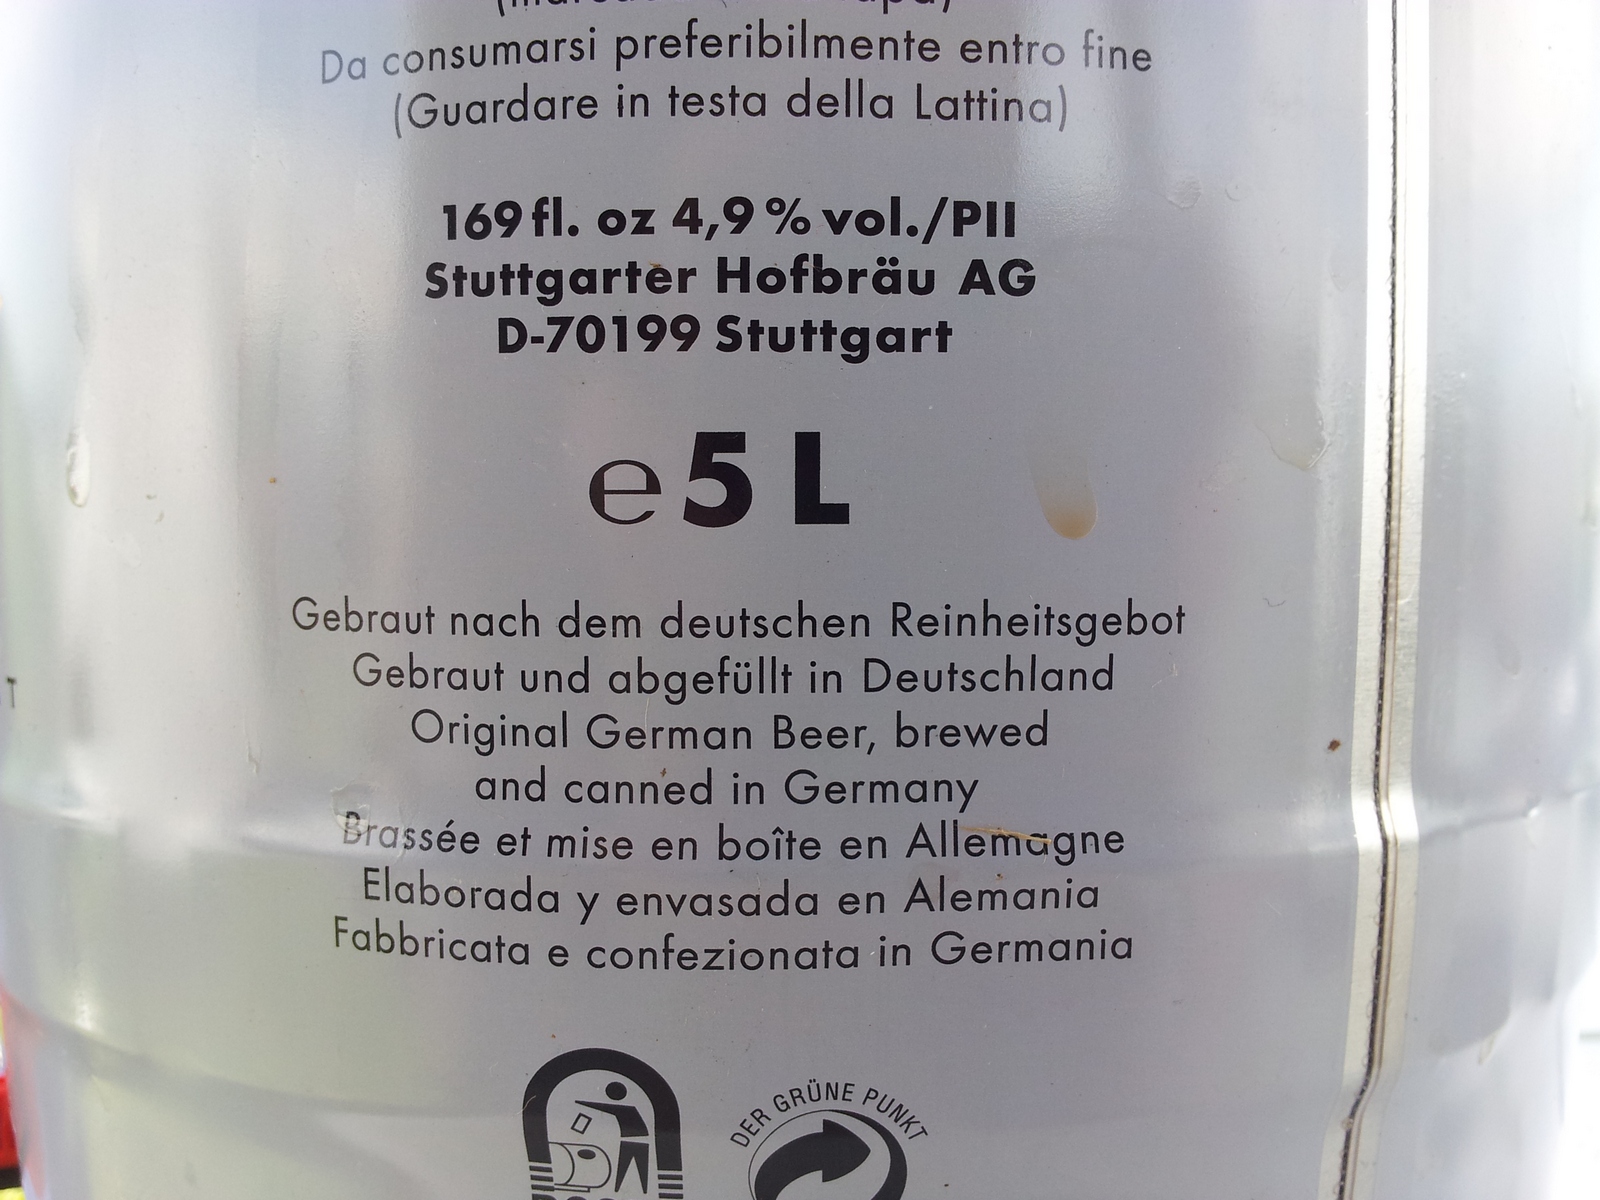 Da consumarsi preferibilmente entro fine
(Guardare in testa della Lattina)
169 fl. oz 4,9 % vol./PII
Stuttgarter Hofbräu AG
D-70199 Stuttgart
℮ 5 L
Gebraut nach dem deutschen Reinheitsgebot
Gebraut und abgefüllt in Deutschland
Original German Beer, brewed
and canned in Germany
Brassée et mise en boîte en Allemagne
Elaborada y envasada en Alemania
Fabbricata e confezionata in Germania
DER GRÜNE PUNKT
T